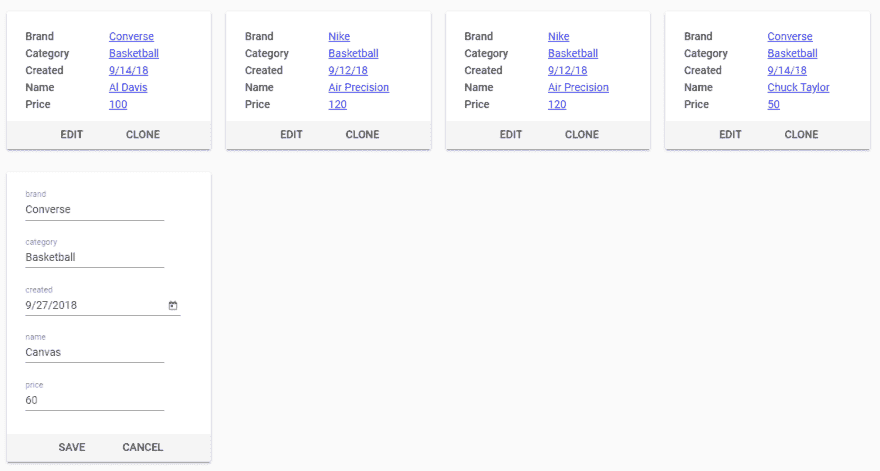 Brand Converse
Category Basketball
Created 9/14/18
Name Al Davis
Price 100
EDIT CLONE
Brand Nike
Category Basketball
Created 9/12/18
Name Air Precision
Price 120
EDIT CLONE
Brand Nike
Category Basketball
Created 9/12/18
Name Air Precision
Price 120
EDIT CLONE
Brand Converse
Category Basketball
Created 9/14/18
Name Chuck Taylor
Price 50
EDIT CLONE
brand
Converse
category
Basketball
created
9/27/2018
name
Canvas
price
60
SAVE CANCEL